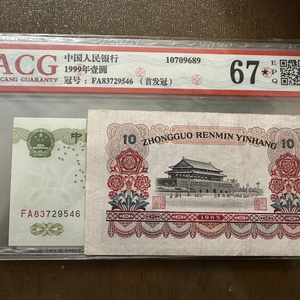 ACG
CANG GUARANTY
中国人民银行
10709689
1999年壹圆
冠号：FA83729546 （首发冠）
67★
E
P
Q
中
FA83729546
10
10
ZHONGGUO RENMIN YINHANG
1965